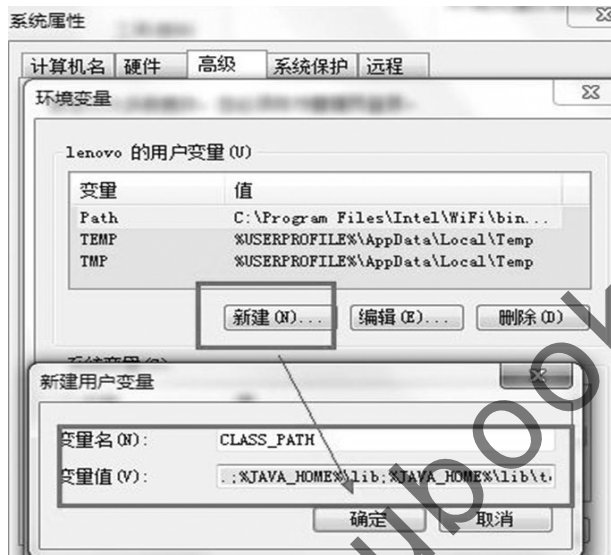 系统属性
计算机名 硬件 高级 系统保护 远程
环境变量
lenovo 的用户变量(U)
变量 值
Path C:\Program Files\Intel\WiFi\bin...
TEMP %USERPROFILE%\AppData\Local\Temp
TMP %USERPROFILE%\AppData\Local\Temp
新建(N)... 编辑(E)... 删除(D)
新建用户变量
变量名(N): CLASS_PATH
变量值(V): .;%JAVA_HOME%\lib;%JAVA_HOME%\lib\t
确定 取消
ubook